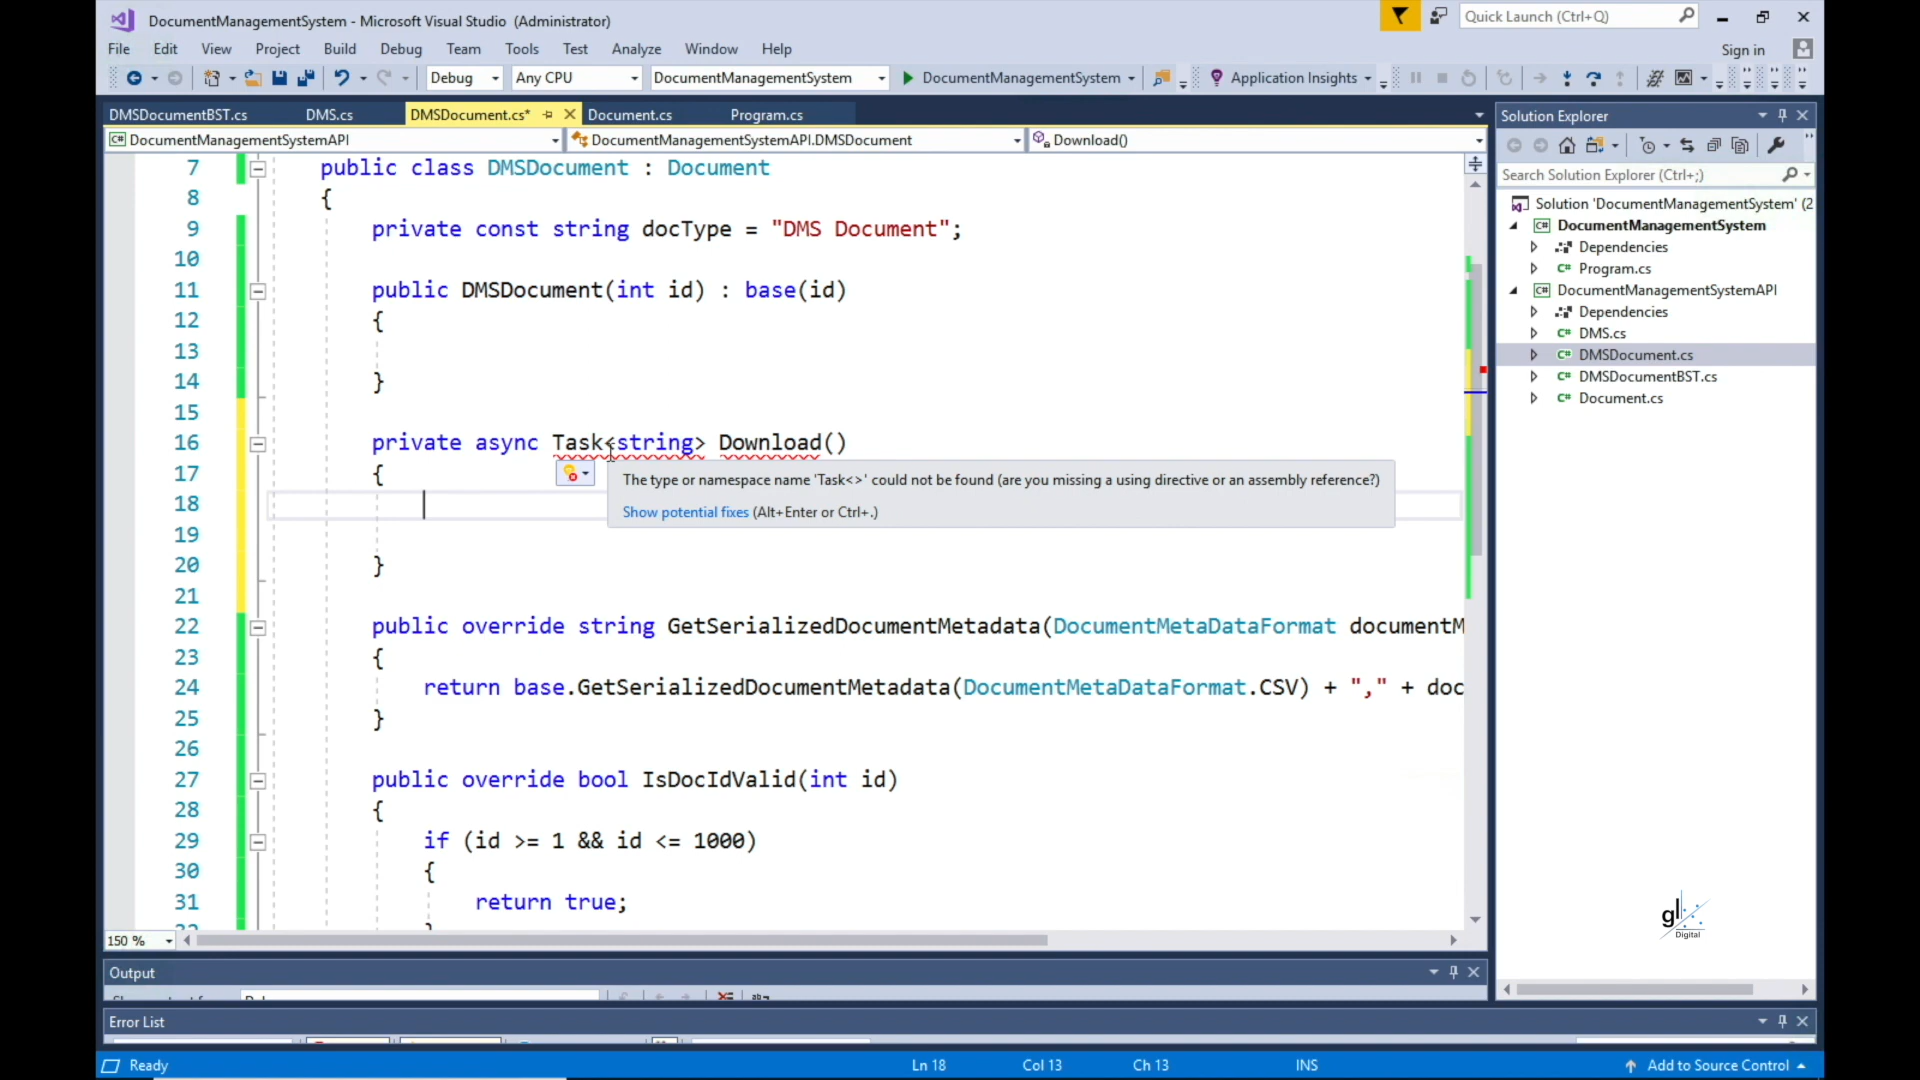 DocumentManagementSystem - Microsoft Visual Studio (Administrator)
Quick Launch (Ctrl+Q)
File Edit View Project Build Debug Team Tools Test Analyze Window Help
Sign in
Debug Any CPU DocumentManagementSystem DocumentManagementSystem Application Insights
DMSDocumentBST.cs DMS.cs DMSDocument.cs* Document.cs Program.cs
DocumentManagementSystemAPI DocumentManagementSystemAPI.DMSDocument Download()
7 public class DMSDocument : Document
8 {
9 private const string docType = "DMS Document";
10
11 public DMSDocument(int id) : base(id)
12 {
13
14 }
15
16 private async Task<string> Download()
17 {
The type or namespace name 'Task<>' could not be found (are you missing a using directive or an assembly reference?)
18
Show potential fixes (Alt+Enter or Ctrl+.)
19
20 }
21
22 public override string GetSerializedDocumentMetadata(DocumentMetaDataFormat documentM
23 {
24 return base.GetSerializedDocumentMetadata(DocumentMetaDataFormat.CSV) + "," + doc
25 }
26
27 public override bool IsDocIdValid(int id)
28 {
29 if (id >= 1 && id <= 1000)
30 {
31 return true;
150 %
Output
Error List
Ready Ln 18 Col 13 Ch 13 INS Add to Source Control
Solution Explorer
Search Solution Explorer (Ctrl+;)
Solution 'DocumentManagementSystem' (2
DocumentManagementSystem
Dependencies
Program.cs
DocumentManagementSystemAPI
Dependencies
DMS.cs
DMSDocument.cs
DMSDocumentBST.cs
Document.cs
gl
Digital